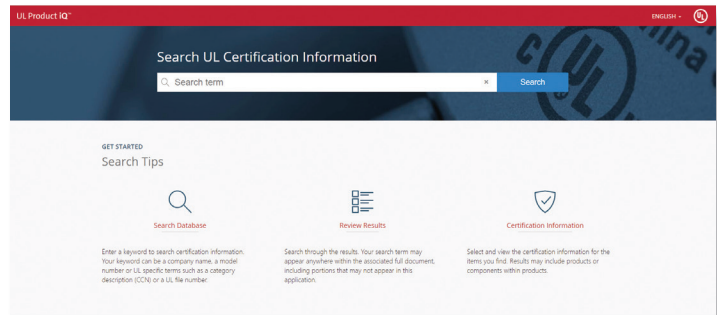 UL Product iQ™
ENGLISH
UL
Search UL Certification Information
Search term
×
Search
GET STARTED
Search Tips
Search Database
Review Results
Certification Information
Enter a keyword to search certification information.
Your keyword can be a company name, a model
number or UL specific terms such as a category
description (CCN) or a UL file number.
Search through the results. Your search term may
appear anywhere within the associated full document,
including portions that may not appear in this
application.
Select and view the certification information for the
items you find. Results may include products or
components within products.